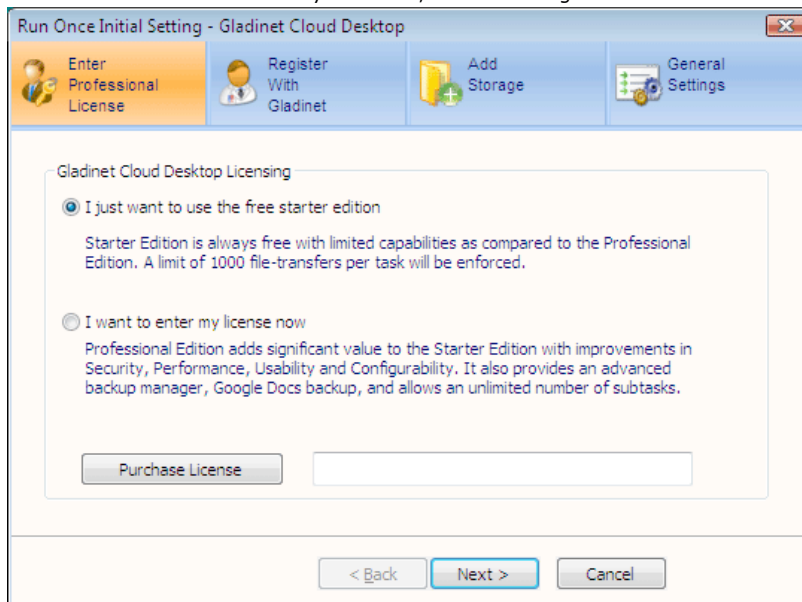 Run Once Initial Setting - Gladinet Cloud Desktop
Enter
Professional
License
Register
With
Gladinet
Add
Storage
General
Settings
Gladinet Cloud Desktop Licensing
I just want to use the free starter edition
Starter Edition is always free with limited capabilities as compared to the Professional
Edition. A limit of 1000 file-transfers per task will be enforced.
I want to enter my license now
Professional Edition adds significant value to the Starter Edition with improvements in
Security, Performance, Usability and Configurability. It also provides an advanced
backup manager, Google Docs backup, and allows an unlimited number of subtasks.
Purchase License
< Back
Next >
Cancel